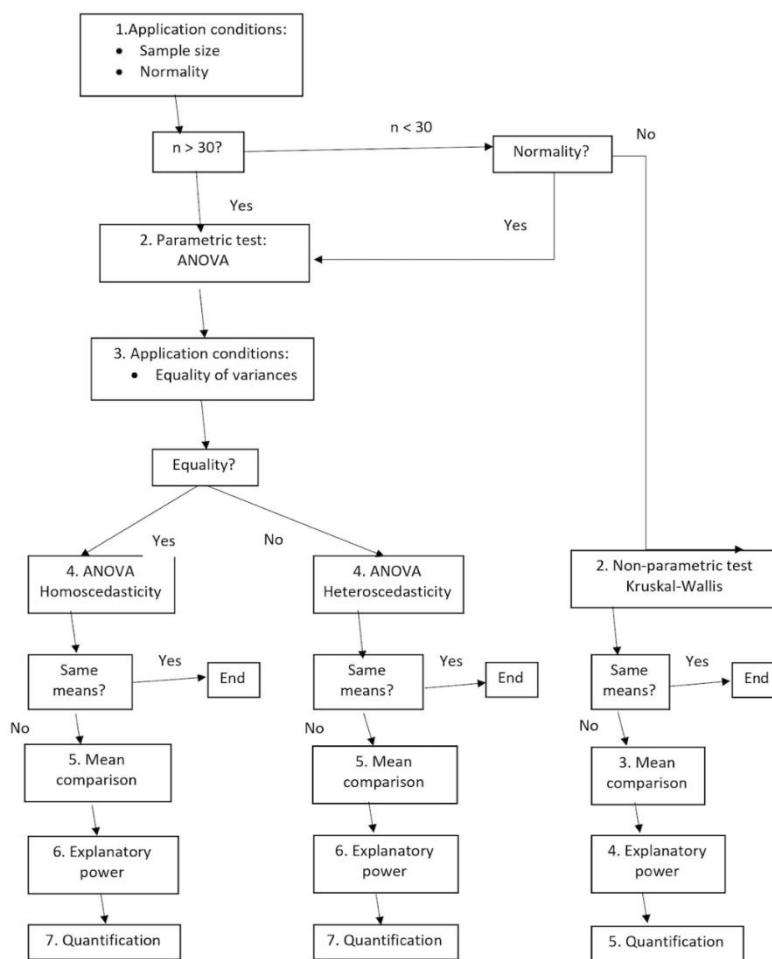 1.Application conditions:
• Sample size
• Normality
n < 30
No
n > 30?
Normality?
Yes
Yes
2. Parametric test:
ANOVA
3. Application conditions:
• Equality of variances
Equality?
Yes
No
4. ANOVA
Homoscedasticity
4. ANOVA
Heteroscedasticity
2. Non-parametric test
Kruskal-Wallis
Same
means?
Yes
End
Same
means?
Yes
End
Same
means?
Yes
End
No
No
No
5. Mean
comparison
5. Mean
comparison
3. Mean
comparison
6. Explanatory
power
6. Explanatory
power
4. Explanatory
power
7. Quantification
7. Quantification
5. Quantification